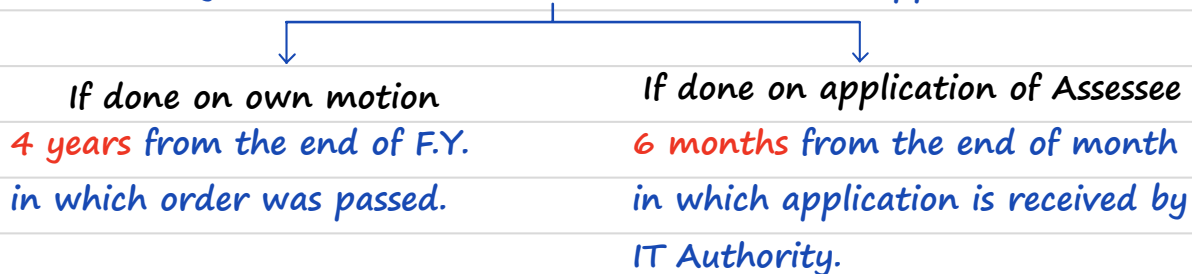 If done on own motion
4 years from the end of F.Y.
in which order was passed.
If done on application of Assessee
6 months from the end of month
in which application is received by
IT Authority.